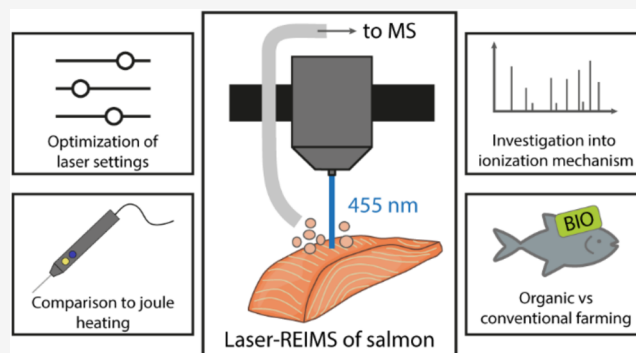 Optimization of
laser settings
Comparison to joule
heating
to MS
455 nm
Laser-REIMS of salmon
Investigation into
ionization mechanism
BIO
Organic vs
conventional farming